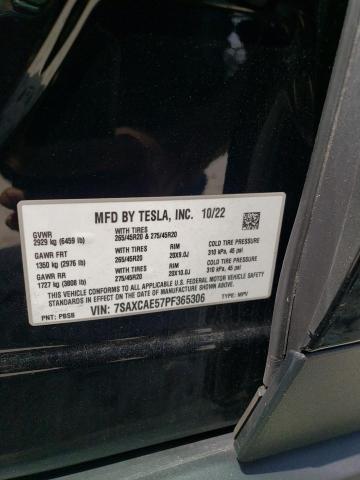 MFD BY TESLA, INC. 10/22
GVWR
2929 kg (6459 lb)
WITH TIRES
265/45R20 & 275/45R20
GAWR FRT
1350 kg (2976 lb)
WITH TIRES
265/45R20
RIM
20X9.0J
COLD TIRE PRESSURE
310 kPa, 45 psi
GAWR RR
1727 kg (3808 lb)
WITH TIRES
275/45R20
RIM
20X10.0J
COLD TIRE PRESSURE
310 kPa, 45 psi
THIS VEHICLE CONFORMS TO ALL APPLICABLE U.S. FEDERAL MOTOR VEHICLE SAFETY
AND THEFT PREVENTION STANDARDS IN EFFECT ON THE DATE OF MANUFACTURE SHOWN ABOVE.
PNT: PBSB VIN: 7SAXCAE57PF365306 TYPE: MPV